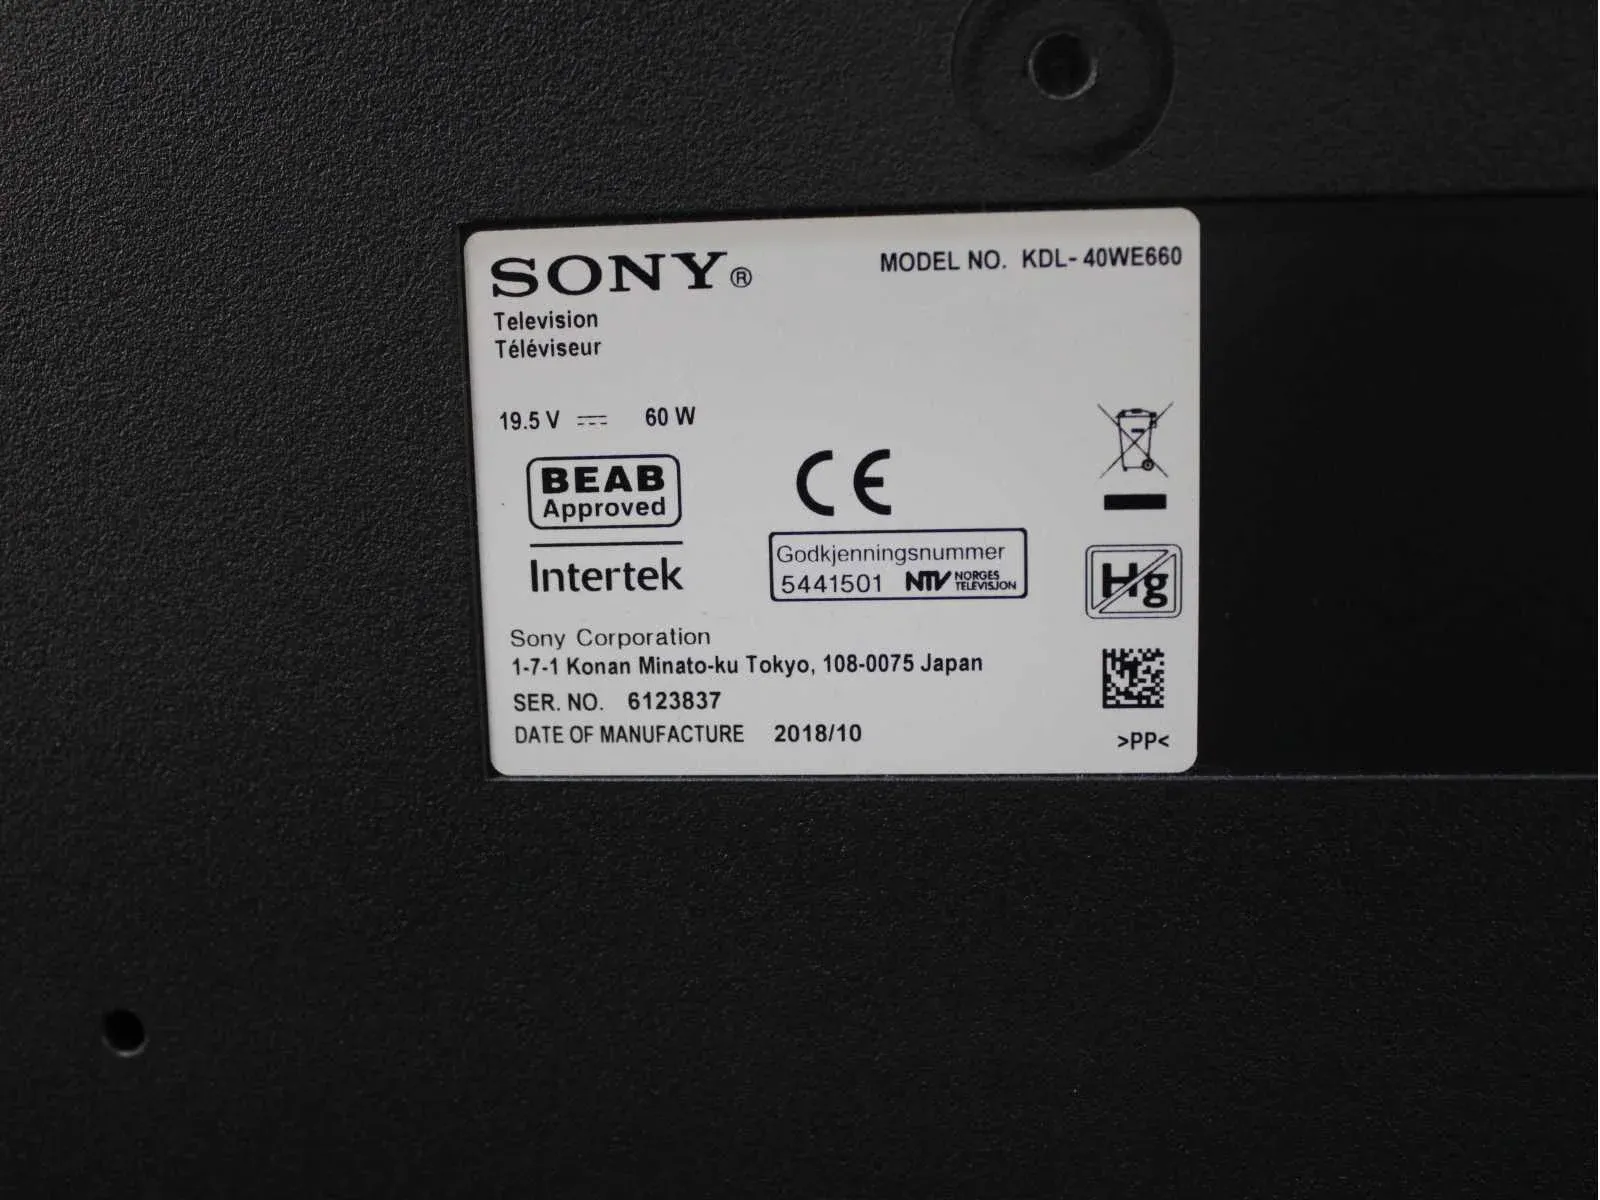 SONY®
MODEL NO. KDL-40WE660
Television
Téléviseur
19.5 V 60 W
BEAB
Approved
Intertek
CE
Godkjenningsnummer
5441501 NTV NORGES TELEVISJON
Hg
Sony Corporation
1-7-1 Konan Minato-ku Tokyo, 108-0075 Japan
SER. NO. 6123837
DATE OF MANUFACTURE 2018/10
>PP<